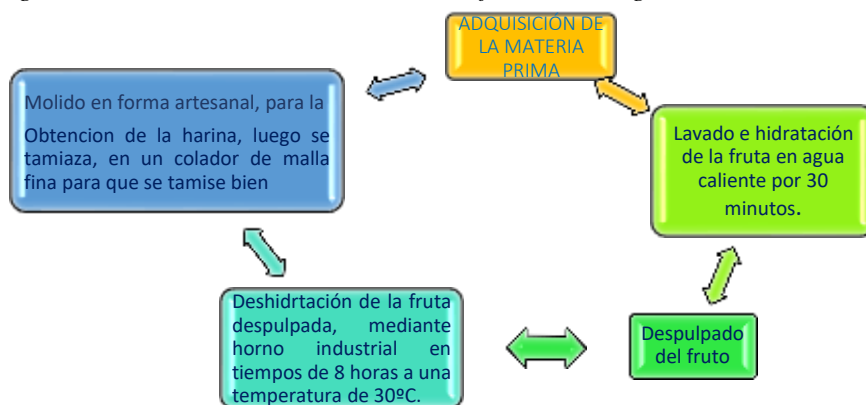 ADQUISICIÓN DE
LA MATERIA
PRIMA
Lavado e hidratación
de la fruta en agua
caliente por 30
minutos.
Despulpado
del fruto
Deshidrtación de la fruta
despulpada, mediante
horno industrial en
tiempos de 8 horas a una
temperatura de 30ºC.
Molido en forma artesanal, para la
Obtencion de la harina, luego se
tamiaza, en un colador de malla
fina para que se tamise bien